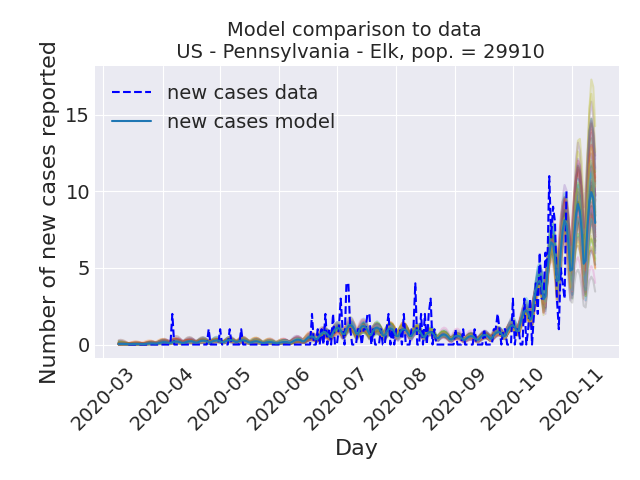 Model comparison to data
US - Pennsylvania - Elk, pop. = 29910
Number of new cases reported
new cases data
new cases model
15
10
5
0
2020-03
2020-04
2020-05
2020-06
2020-07
2020-08
2020-09
2020-10
2020-11
Day